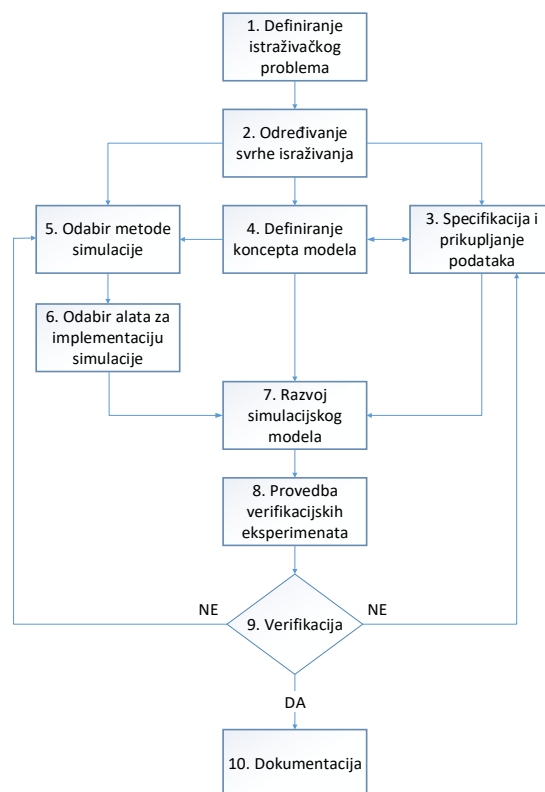 1. Definiranje
istraživačkog
problema
2. Određivanje
svrhe israživanja
5. Odabir metode
simulacije
4. Definiranje
koncepta modela
3. Specifikacija i
prikupljanje
podataka
6. Odabir alata za
implementaciju
simulacije
7. Razvoj
simulacijskog
modela
8. Provedba
verifikacijskih
eksperimenata
NE
9. Verifikacija
NE
DA
10. Dokumentacija